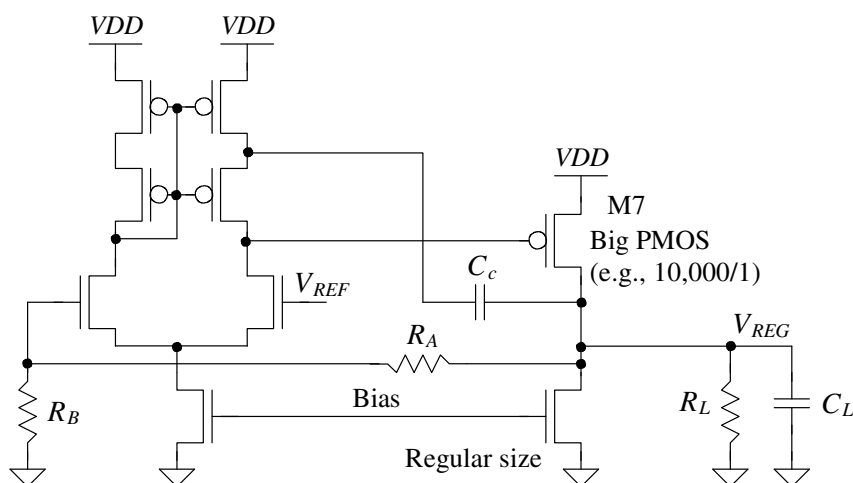 VDD VDD
VDD
M7
Big PMOS
(e.g., 10,000/1)
C_c
V_REF
V_REG
R_A
R_B
Bias
R_L
C_L
Regular size